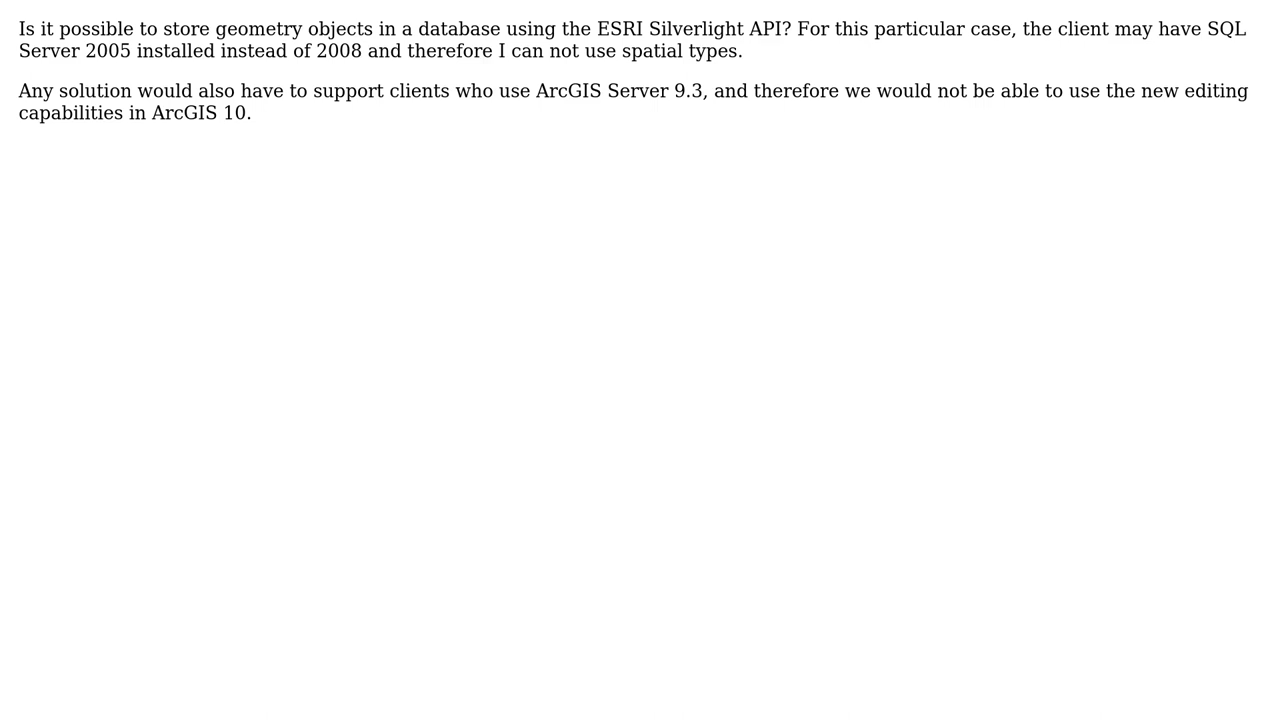 Is it possible to store geometry objects in a database using the ESRI Silverlight API? For this particular case, the client may have SQL
Server 2005 installed instead of 2008 and therefore I can not use spatial types.
Any solution would also have to support clients who use ArcGIS Server 9.3, and therefore we would not be able to use the new editing
capabilities in ArcGIS 10.